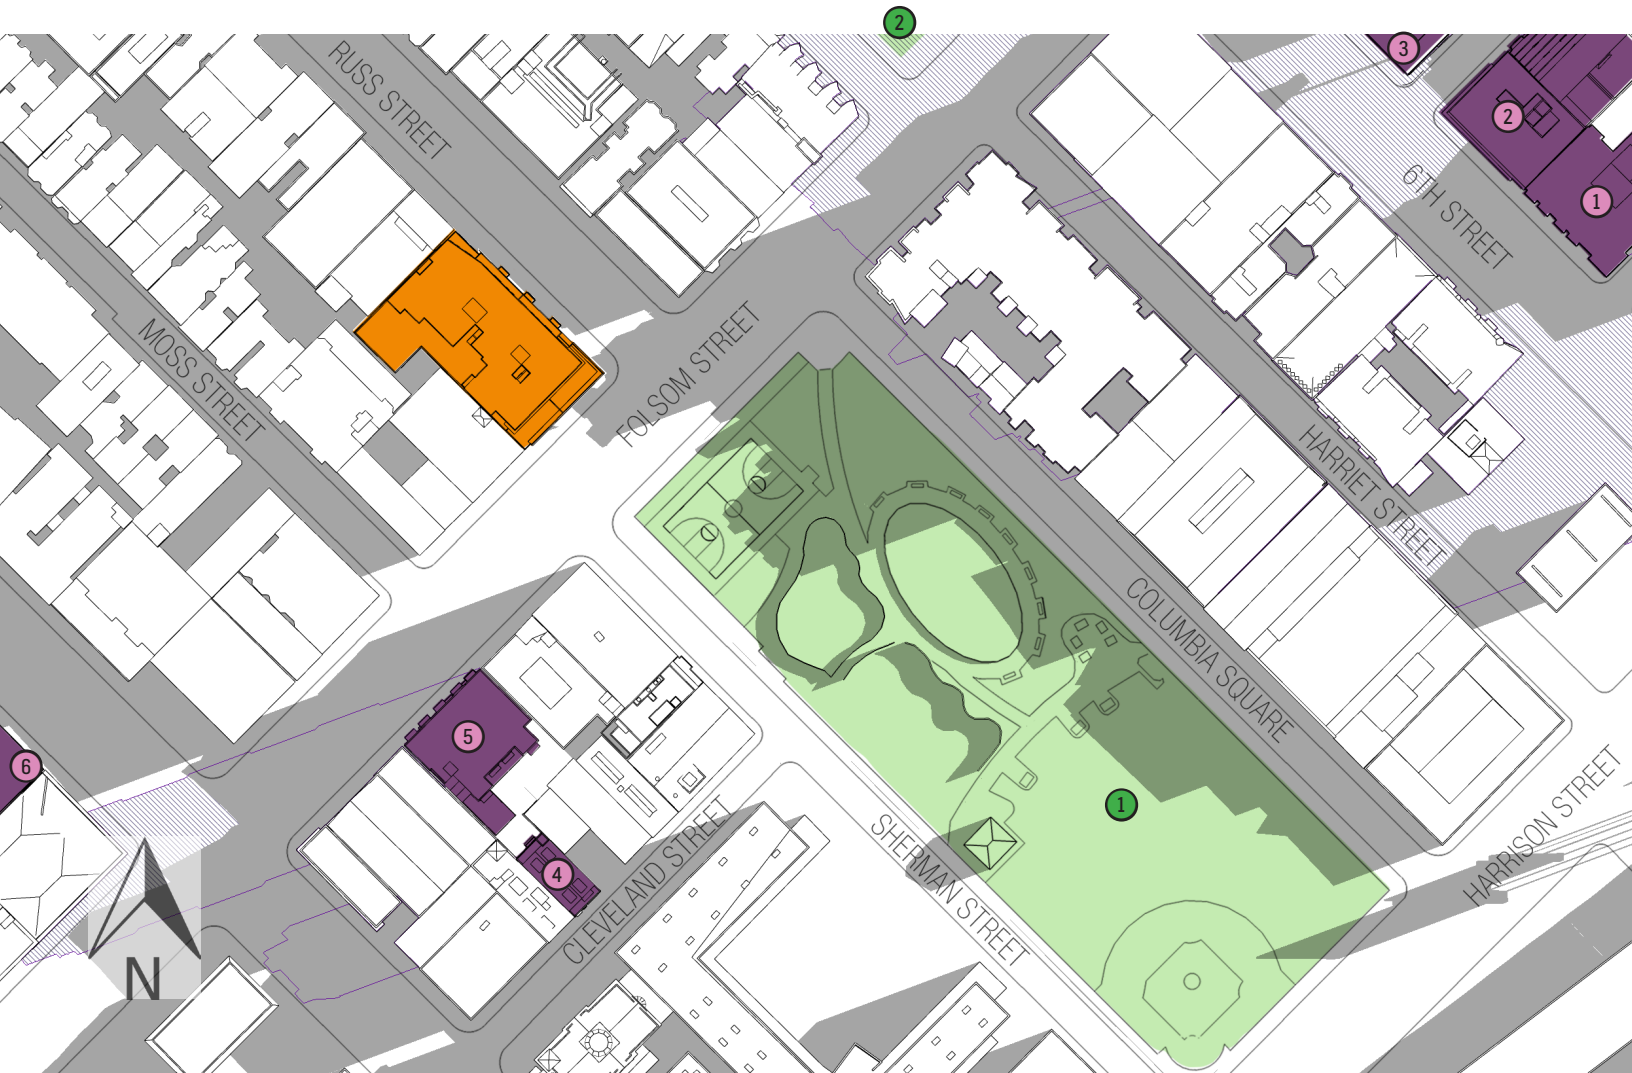 2
3
RUSS STREET
2
6TH STREET
1
MOSS STREET
FOLSOM STREET
HARRIET STREET
COLUMBIA SQUARE
5
6
1
HARRISON STREET
SHERMAN STREET
4
CLEVELAND STREET
N